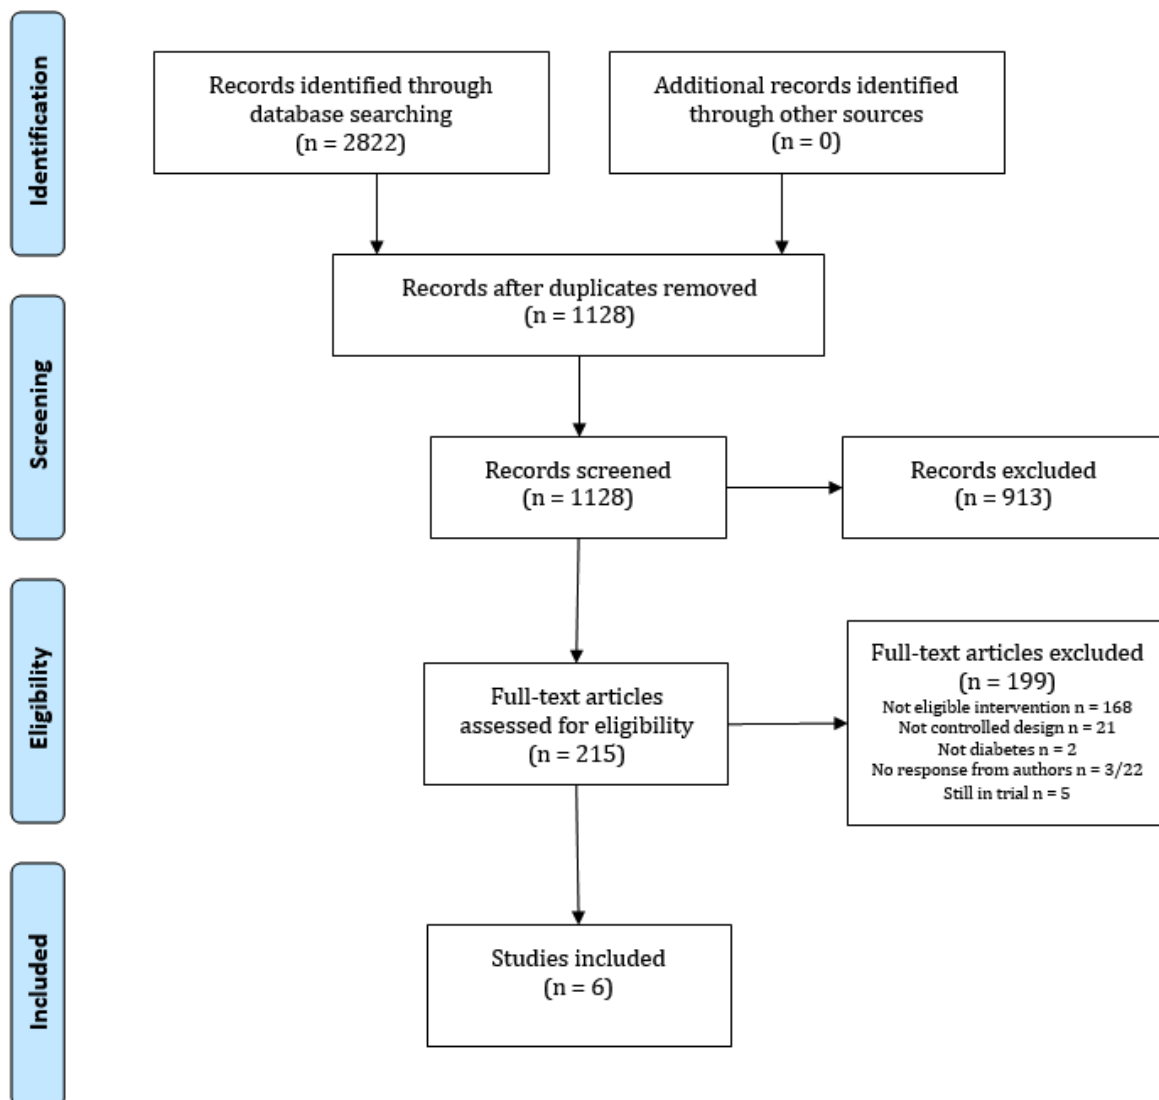 Identification
Records identified through
database searching
(n = 2822)
Additional records identified
through other sources
(n = 0)
Records after duplicates removed
(n = 1128)
Screening
Records screened
(n = 1128)
Records excluded
(n = 913)
Eligibility
Full-text articles
assessed for eligibility
(n = 215)
Full-text articles excluded
(n = 199)
Not eligible intervention n = 168
Not controlled design n = 21
Not diabetes n = 2
No response from authors n = 3/22
Still in trial n = 5
Included
Studies included
(n = 6)